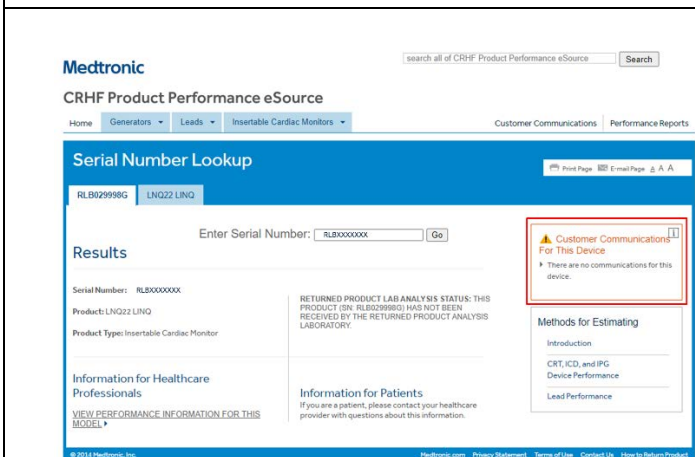 Medtronic
search all of CRHF Product Performance eSource Search
CRHF Product Performance eSource
Home Generators Leads Insertable Cardiac Monitors Customer Communications Performance Reports
Serial Number Lookup
Print Page E-mail Page A A A
RLB029998G LNQ22 LINQ
Enter Serial Number: RLBXXXXXX Go
Results
Serial Number: RLBXXXXXX
Product: LNQ22 LINQ
Product Type: Insertable Cardiac Monitor
RETURNED PRODUCT LAB ANALYSIS STATUS: THIS
PRODUCT (SN: RLB029998G) HAS NOT BEEN
RECEIVED BY THE RETURNED PRODUCT ANALYSIS
LABORATORY.
Information for Healthcare
Professionals
VIEW PERFORMANCE INFORMATION FOR THIS
MODEL
Information for Patients
If you are a patient, please contact your healthcare
provider with questions about this information.
Customer Communications
For This Device
There are no communications for this
device.
Methods for Estimating
Introduction
CRT, ICD, and IPG
Device Performance
Lead Performance
© 2014 Medtronic, Inc. Medtronic.com Privacy Statement Terms of Use Contact Us How to Return Product